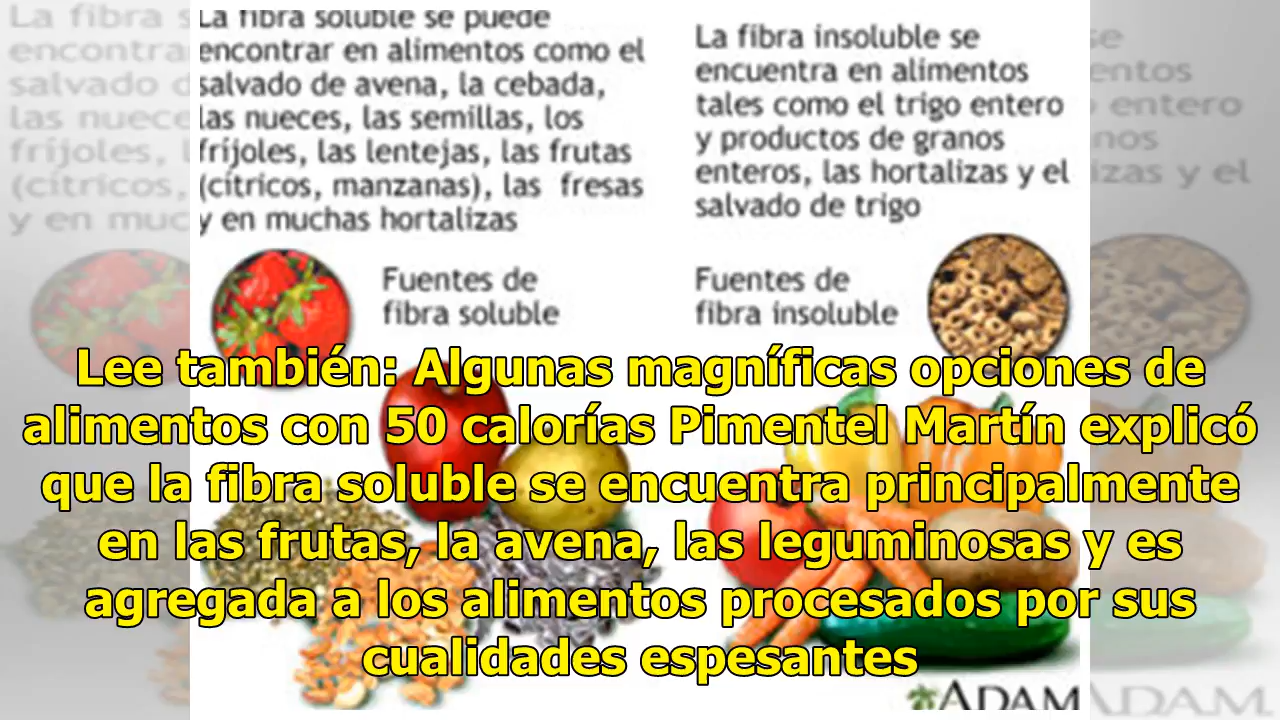 La fibra soluble se puede
encontrar en alimentos como el
salvado de avena, la cebada,
las nueces, las semillas, los
fríjoles, las lentejas, las frutas
(cítricos, manzanas), las fresas
y en muchas hortalizas
La fibra insoluble se
encuentra en alimentos
tales como el trigo entero
y productos de granos
enteros, las hortalizas y el
salvado de trigo
Fuentes de
fibra soluble
Fuentes de
fibra insoluble
Lee también: Algunas magníficas opciones de
alimentos con 50 calorías Pimentel Martín explicó
que la fibra soluble se encuentra principalmente
en las frutas, la avena, las leguminosas y es
agregada a los alimentos procesados por sus
cualidades espesantes
ADAM